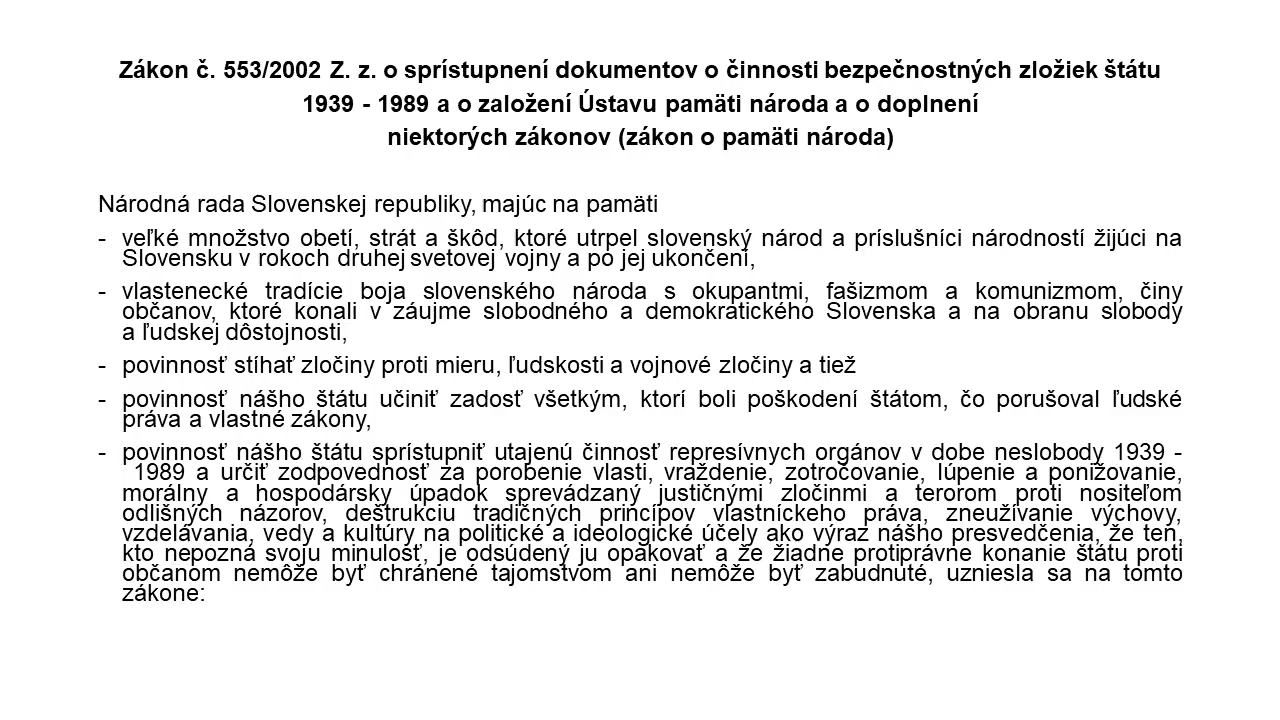 Zákon č. 553/2002 Z. z. o sprístupnení dokumentov o činnosti bezpečnostných zložiek štátu
1939 - 1989 a o založení Ústavu pamäti národa a o doplnení
niektorých zákonov (zákon o pamäti národa)
Národná rada Slovenskej republiky, majúc na pamäti
- veľké množstvo obetí, strát a škôd, ktoré utrpel slovenský národ a príslušníci národností žijúci na
Slovensku v rokoch druhej svetovej vojny a po jej ukončení,
- vlastenecké tradície boja slovenského národa s okupantmi, fašizmom a komunizmom, činy
občanov, ktoré konali v záujme slobodného a demokratického Slovenska a na obranu slobody
a ľudskej dôstojnosti,
- povinnosť stíhať zločiny proti mieru, ľudskosti a vojnové zločiny a tiež
- povinnosť nášho štátu učiniť zadosť všetkým, ktorí boli poškodení štátom, čo porušoval ľudské
práva a vlastné zákony,
- povinnosť nášho štátu sprístupniť utajenú činnosť represívnych orgánov v dobe neslobody 1939 -
1989 a určiť zodpovednosť za porobenie vlasti, vraždenie, zotročovanie, lúpenie a ponižovanie,
morálny a hospodársky úpadok sprevádzaný justičnými zločinmi a terorom proti nositeľom
odlišných názorov, deštrukciu tradičných princípov vlastníckeho práva, zneužívanie výchovy,
vzdelávania, vedy a kultúry na politické a ideologické účely ako výraz nášho presvedčenia, že ten,
kto nepozná svoju minulosť, je odsúdený ju opakovať a že žiadne protiprávne konanie štátu proti
občanom nemôže byť chránené tajomstvom ani nemôže byť zabudnuté, uzniesla sa na tomto
zákone: